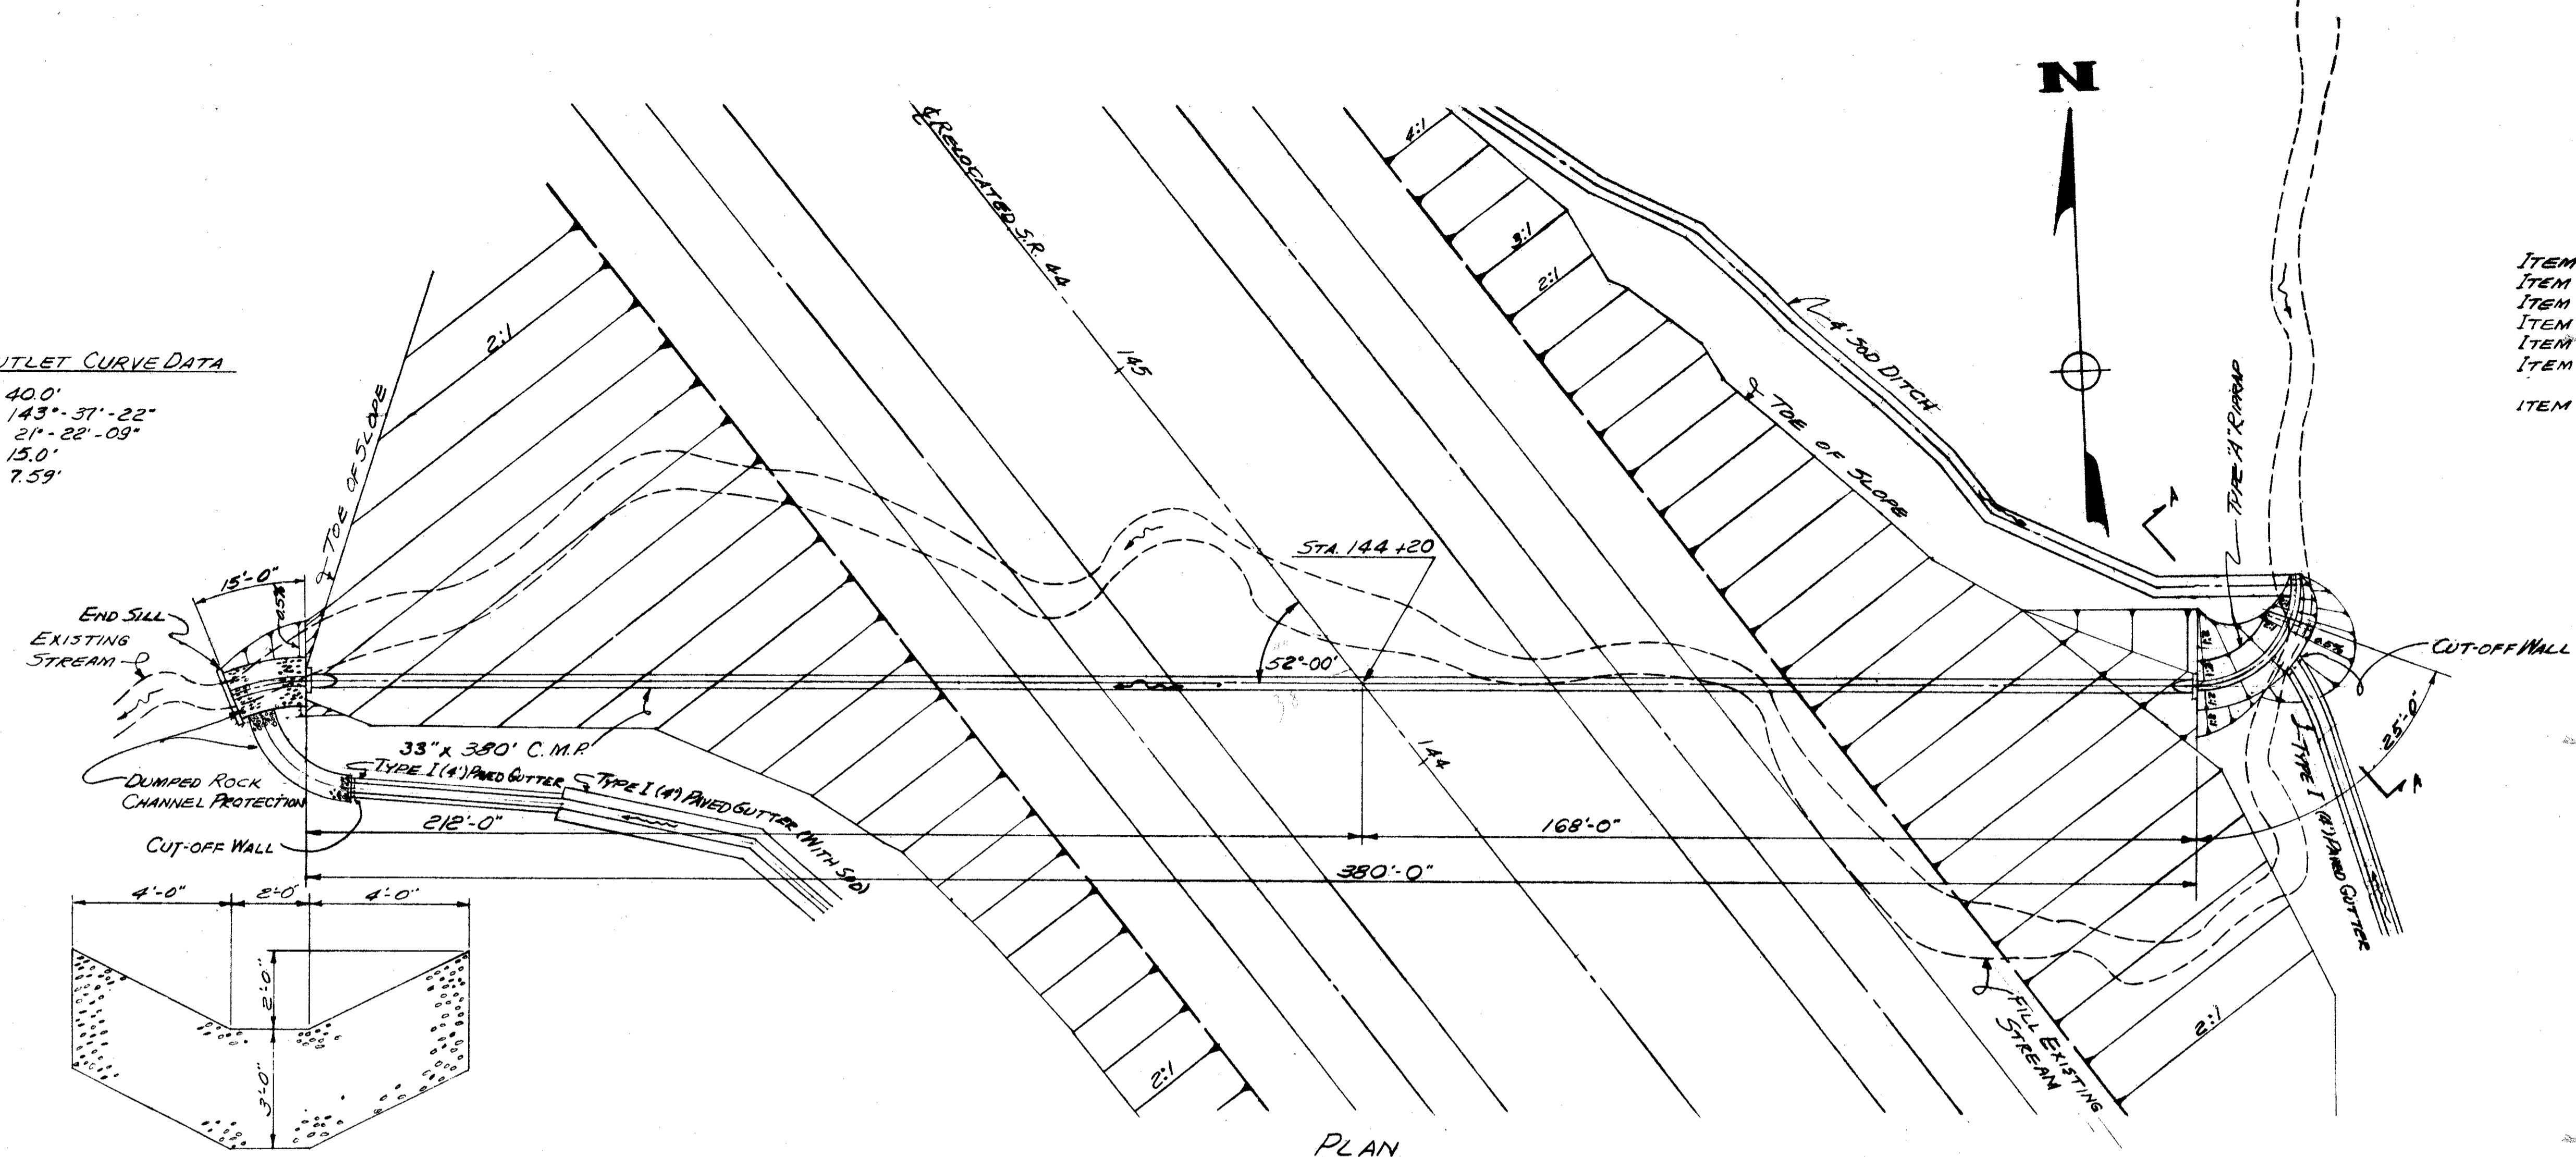 N
℄ RELOCATED S.R. 44
145
STA. 144 +20
52°-00'
144
4:1
3:1
2:1
4' SOD DITCH
TOE OF SLOPE
TYPE "A" RIPRAP
A
CUT-OFF WALL
25'-0"
A
TYPE I (4') PAVED GUTTER
FILL EXISTING
STREAM
2:1
ITEM
ITEM
ITEM
ITEM
ITEM
ITEM
ITEM
UTLET CURVE DATA
40.0'
143°-37'-22"
21°-22'-09"
15.0'
7.59'
2:1
TOE OF SLOPE
15'-0"
0.5%
END SILL
EXISTING
STREAM
DUMPED ROCK
CHANNEL PROTECTION
CUT-OFF WALL
33" x 380' C.M.P.
TYPE I (4') PAVED GUTTER
TYPE I (4') PAVED GUTTER (WITH SOD)
212'-0"
168'-0"
380'-0"
4'-0"
2'-0"
4'-0"
2'-0"
3'-0"
2:1
PLAN